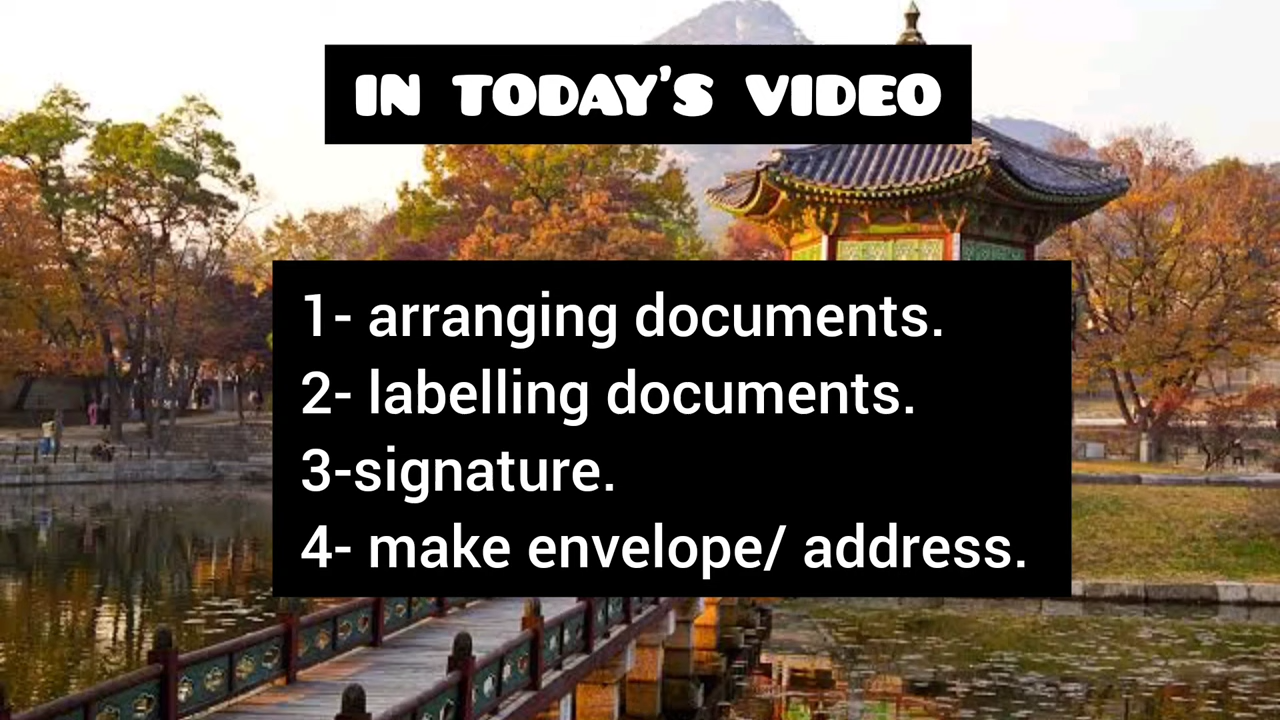 IN TODAY'S VIDEO
1- arranging documents.
2- labelling documents.
3-signature.
4- make envelope/ address.